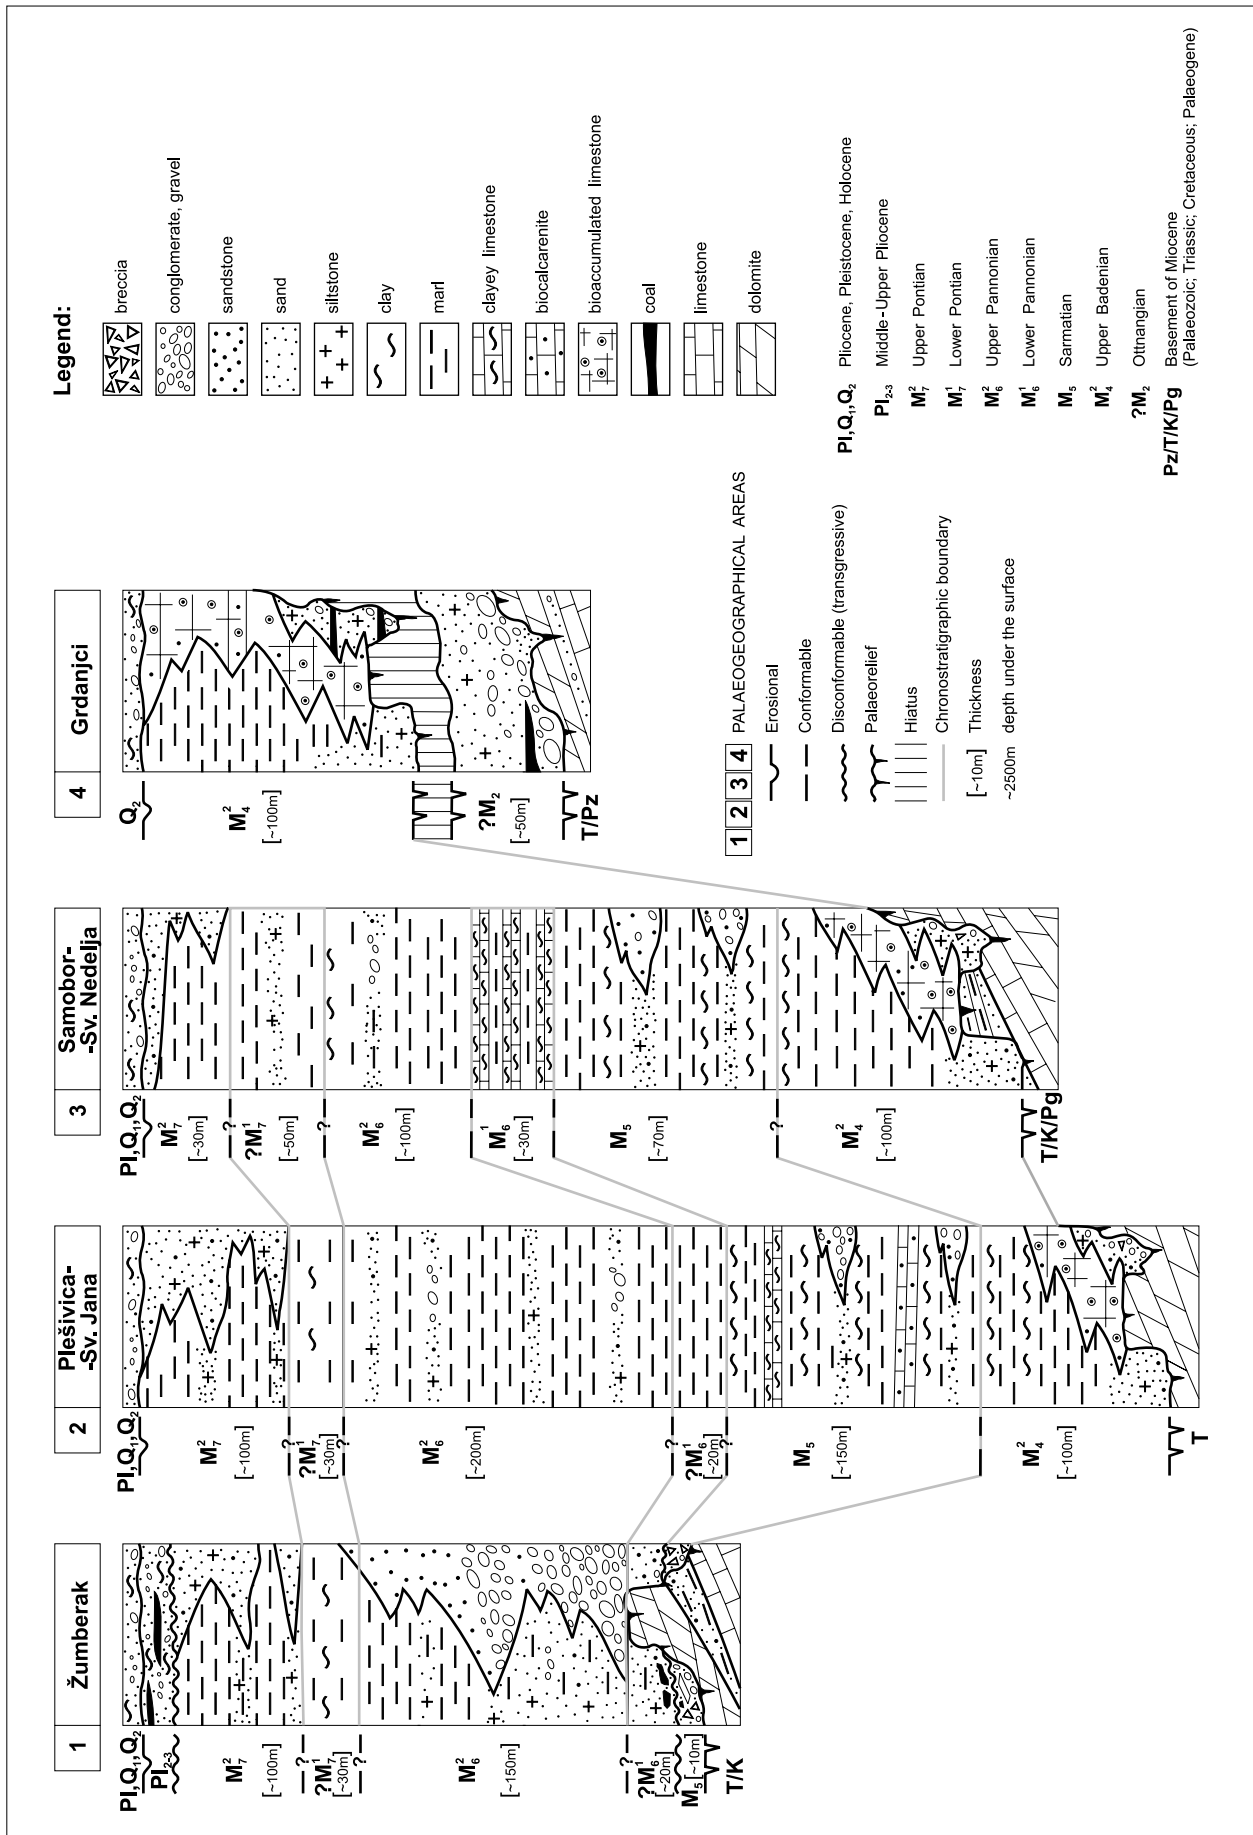 1
Žumberak
Pl,Q₁,Q₂
Pl₂₋₃
M₇²
[~100m]
?
?M₇¹
[~30m]
?
M₆²
[~150m]
?
?M₆¹
[~20m]
M₅ [~10m]
T/K
2
Plešivica-
-Sv. Jana
Pl,Q₁,Q₂
M₇²
[~100m]
?
?M₇¹
[~30m]
?
M₆²
[~200m]
?
?M₆¹
[~20m]
?
M₅
[~150m]
M₄²
[~100m]
T
3
Samobor-
-Sv. Nedelja
Pl,Q₁,Q₂
M₇²
[~30m]
?
?M₇¹
[~50m]
?
M₆²
[~100m]
M₆¹
[~30m]
M₅
[~70m]
?
M₄²
[~100m]
T/K/Pg
4
Grdanjci
Q₂
M₄²
[~100m]
?M₂
[~50m]
T/Pz
Legend:
breccia
conglomerate, gravel
sandstone
sand
siltstone
clay
marl
clayey limestone
biocalcarenite
bioaccumulated limestone
coal
limestone
dolomite
1 2 3 4 PALAEOGEOGRAPHICAL AREAS
Erosional
Conformable
Disconformable (transgressive)
Palaeorelief
Hiatus
Chronostratigraphic boundary
[~10m] Thickness
~2500m depth under the surface
Pl,Q₁,Q₂ Pliocene, Pleistocene, Holocene
Pl₂₋₃ Middle-Upper Pliocene
M₇² Upper Pontian
M₇¹ Lower Pontian
M₆² Upper Pannonian
M₆¹ Lower Pannonian
M₅ Sarmatian
M₄² Upper Badenian
?M₂ Ottnangian
Pz/T/K/Pg Basement of Miocene
(Palaeozoic; Triassic; Cretaceous; Palaeogene)